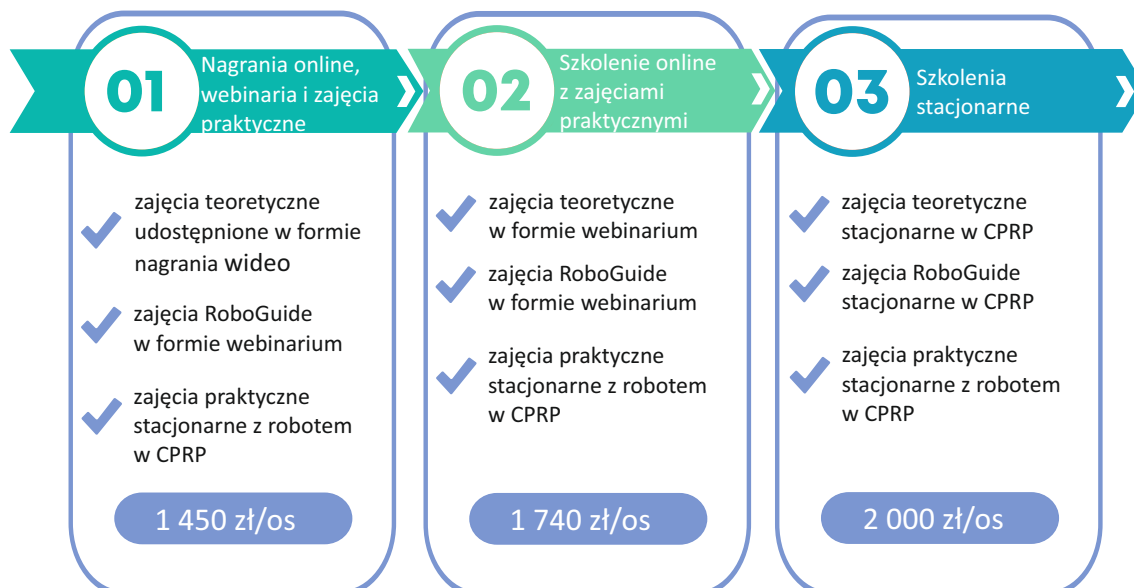 01
Nagrania online,
webinaria i zajęcia
praktyczne
zajęcia teoretyczne
udostępnione w formie
nagrania wideo
zajęcia RoboGuide
w formie webinarium
zajęcia praktyczne
stacjonarne z robotem
w CPRP
1 450 zł/os
02
Szkolenie online
z zajęciami
praktycznymi
zajęcia teoretyczne
w formie webinarium
zajęcia RoboGuide
w formie webinarium
zajęcia praktyczne
stacjonarne z robotem
w CPRP
1 740 zł/os
03
Szkolenia
stacjonarne
zajęcia teoretyczne
stacjonarne w CPRP
zajęcia RoboGuide
stacjonarne w CPRP
zajęcia praktyczne
stacjonarne z robotem
w CPRP
2 000 zł/os